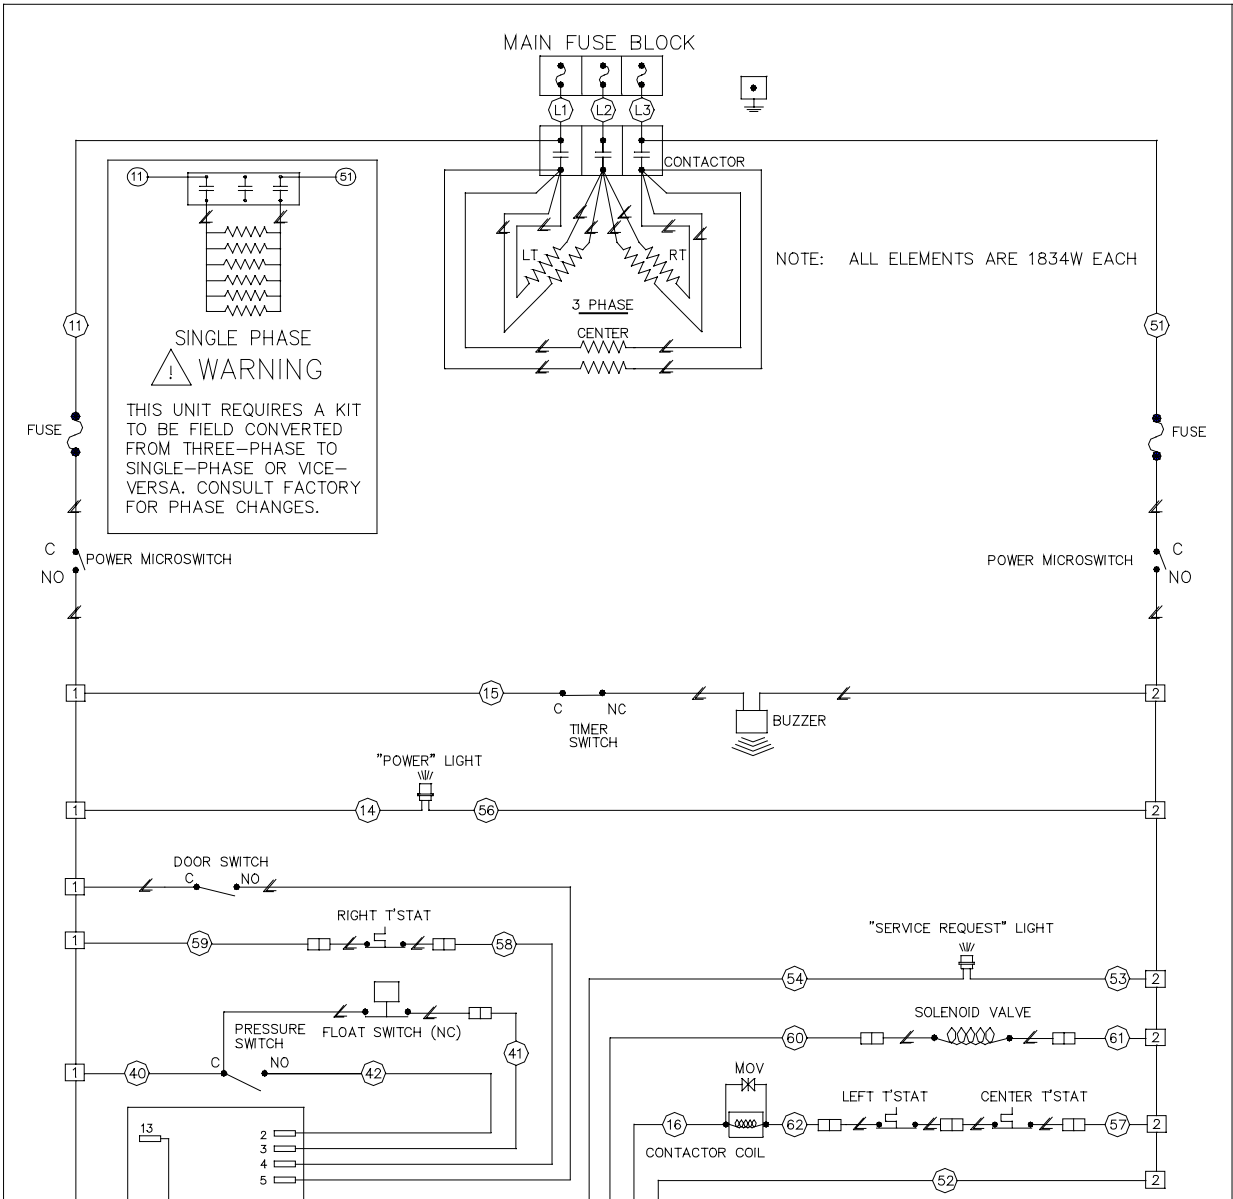 MAIN FUSE BLOCK
L1 L2 L3
CONTACTOR
11 51
LT RT
NOTE: ALL ELEMENTS ARE 1834W EACH
3 PHASE
CENTER
11
51
SINGLE PHASE
! WARNING
THIS UNIT REQUIRES A KIT
TO BE FIELD CONVERTED
FROM THREE-PHASE TO
SINGLE-PHASE OR VICE-
VERSA. CONSULT FACTORY
FOR PHASE CHANGES.
FUSE
FUSE
C
POWER MICROSWITCH
NO
POWER MICROSWITCH
C
NO
1 15 2
C NC
TIMER
SWITCH
BUZZER
"POWER" LIGHT
1 14 56 2
DOOR SWITCH
C NO
1
RIGHT T'STAT
1 59 58
"SERVICE REQUEST" LIGHT
54 53 2
FLOAT SWITCH (NC)
41
PRESSURE
SWITCH
C NO
1 40 42
SOLENOID VALVE
60 61 2
MOV
LEFT T'STAT CENTER T'STAT
16 62 57 2
CONTACTOR COIL
13
2
3
4
5
52 2